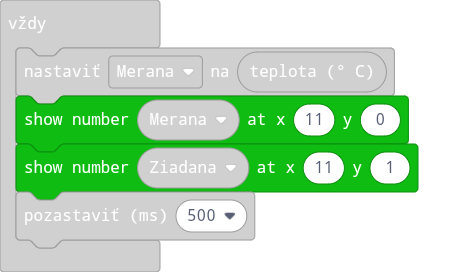 vždy
nastaviť Merana na teplota (° C)
show number Merana at x 11 y 0
show number Ziadana at x 11 y 1
pozastaviť (ms) 500